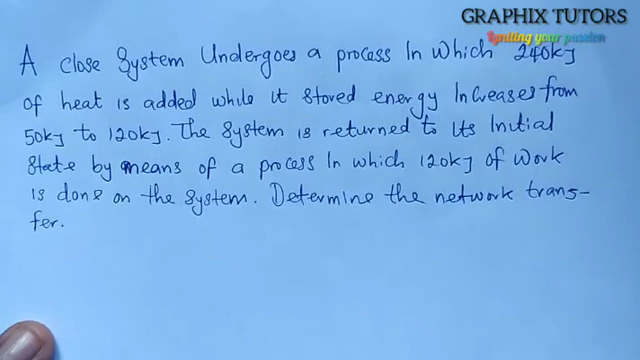 GRAPHIX TUTORS
Igniting your passion
A Close System Undergoes a process In Which 240kJ
of heat is added while it stored energy Increases from
50kJ to 120kJ. The System is returned to Its Initial
State by means of a process In which 120kJ of Work
is done on the System. Determine the network trans-
fer.